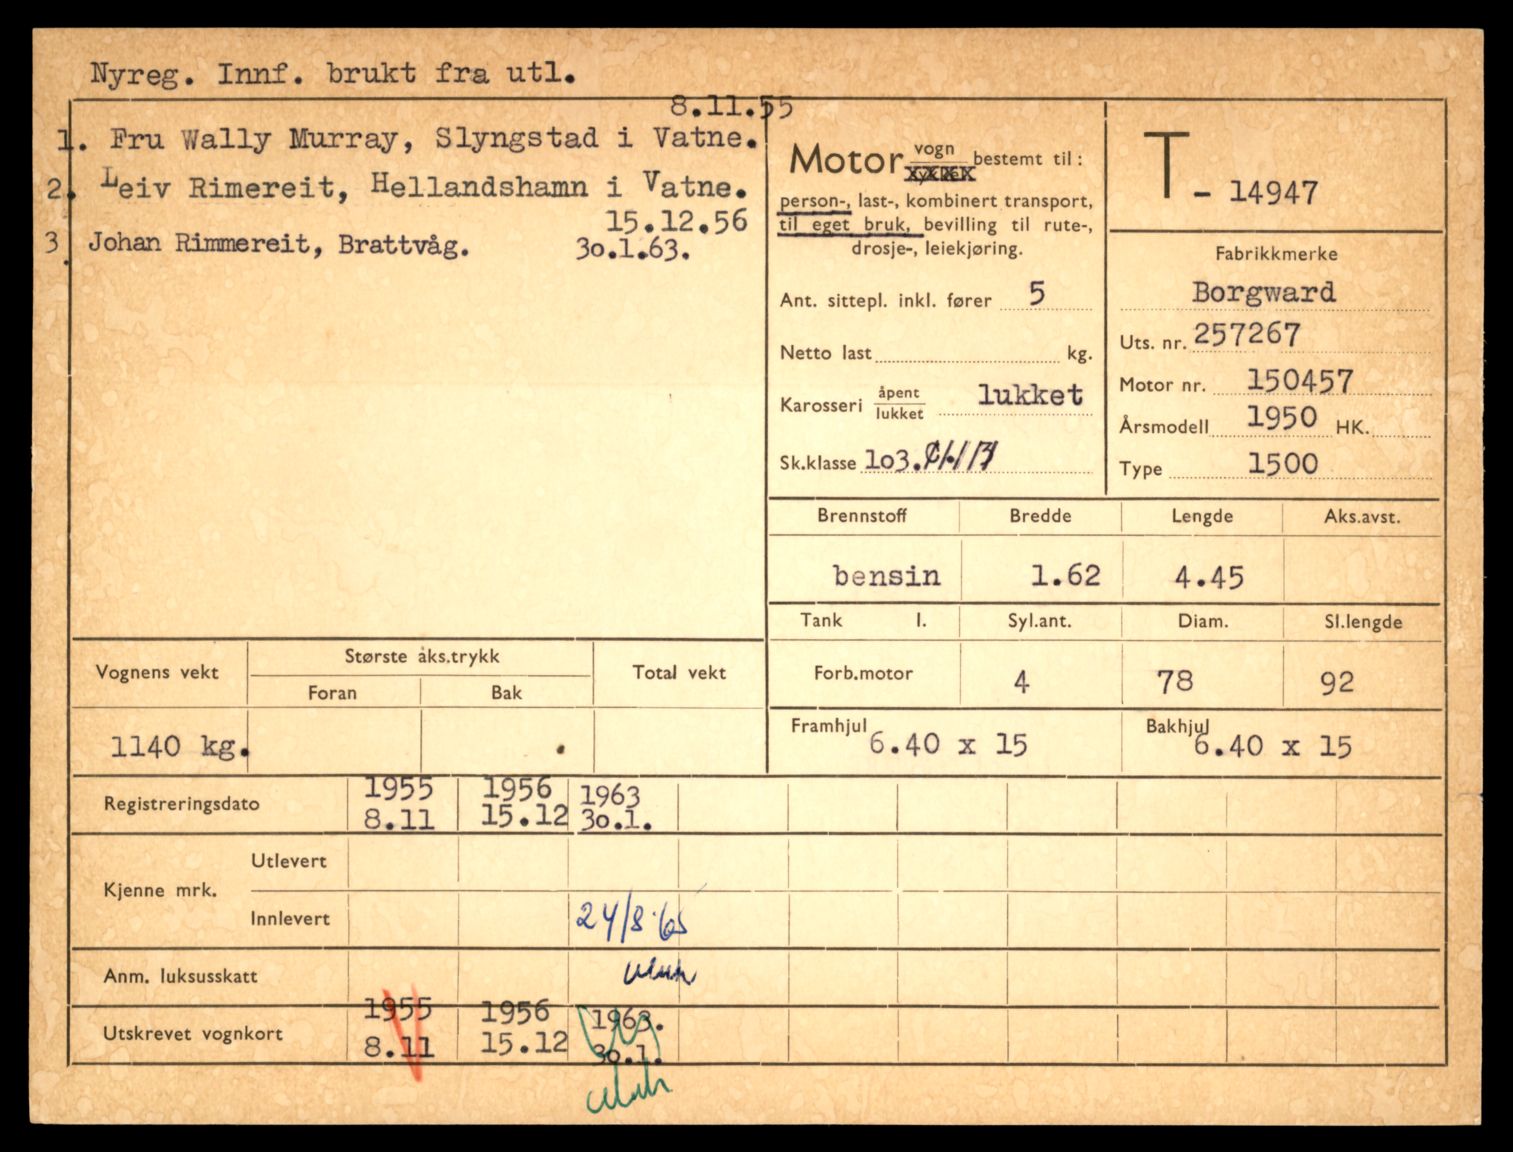 Nyreg. Innf. brukt fra utl.
8.11.55
1. Fru Wally Murray, Slyngstad i Vatne.
2. Leiv Rimereit, Hellandshamn i Vatne.
15.12.56
3. Johan Rimmereit, Brattvåg. 30.1.63.
Motor vogn bestemt til:
person-, last-, kombinert transport,
til eget bruk, bevilling til rute-,
drosje-, leiekjøring.
Ant. sittepl. inkl. fører 5
Netto last kg.
Karosseri åpent lukket lukket
Sk.klasse 103.
T - 14947
Fabrikkmerke
Borgward
Uts. nr. 257267
Motor nr. 150457
Årsmodell 1950 HK.
Type 1500
Brennstoff Bredde Lengde Aks.avst.
bensin 1.62 4.45
Tank l. Syl.ant. Diam. Sl.lengde
Forb.motor 4 78 92
Framhjul 6.40 x 15 Bakhjul 6.40 x 15
Vognens vekt Største aks.trykk Total vekt
Foran Bak
1140 kg.
Registreringsdato 1955 1956 1963
8.11 15.12 30.1.
Kjenne mrk. Utlevert
Innlevert 24/8.65
Anm. luksusskatt
Utskrevet vognkort 1955 1956 1963.
8.11 15.12 30.1.